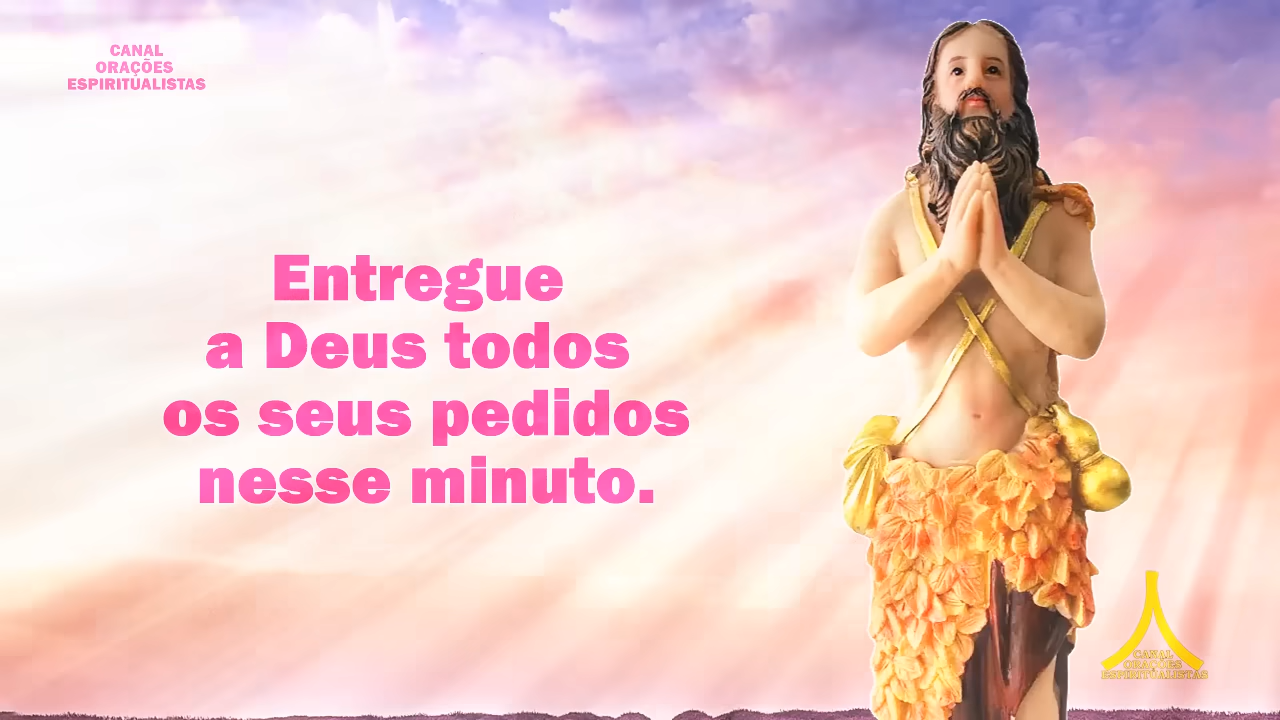 CANAL
ORAÇÕES
ESPIRITUALISTAS
Entregue
a Deus todos
os seus pedidos
nesse minuto.
CANAL
ORAÇÕES
ESPIRITUALISTAS